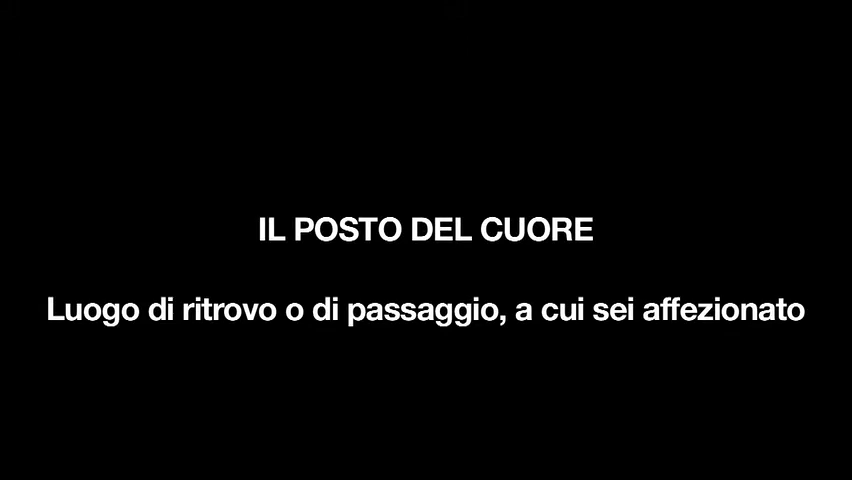 IL POSTO DEL CUORE
Luogo di ritrovo o di passaggio, a cui sei affezionato